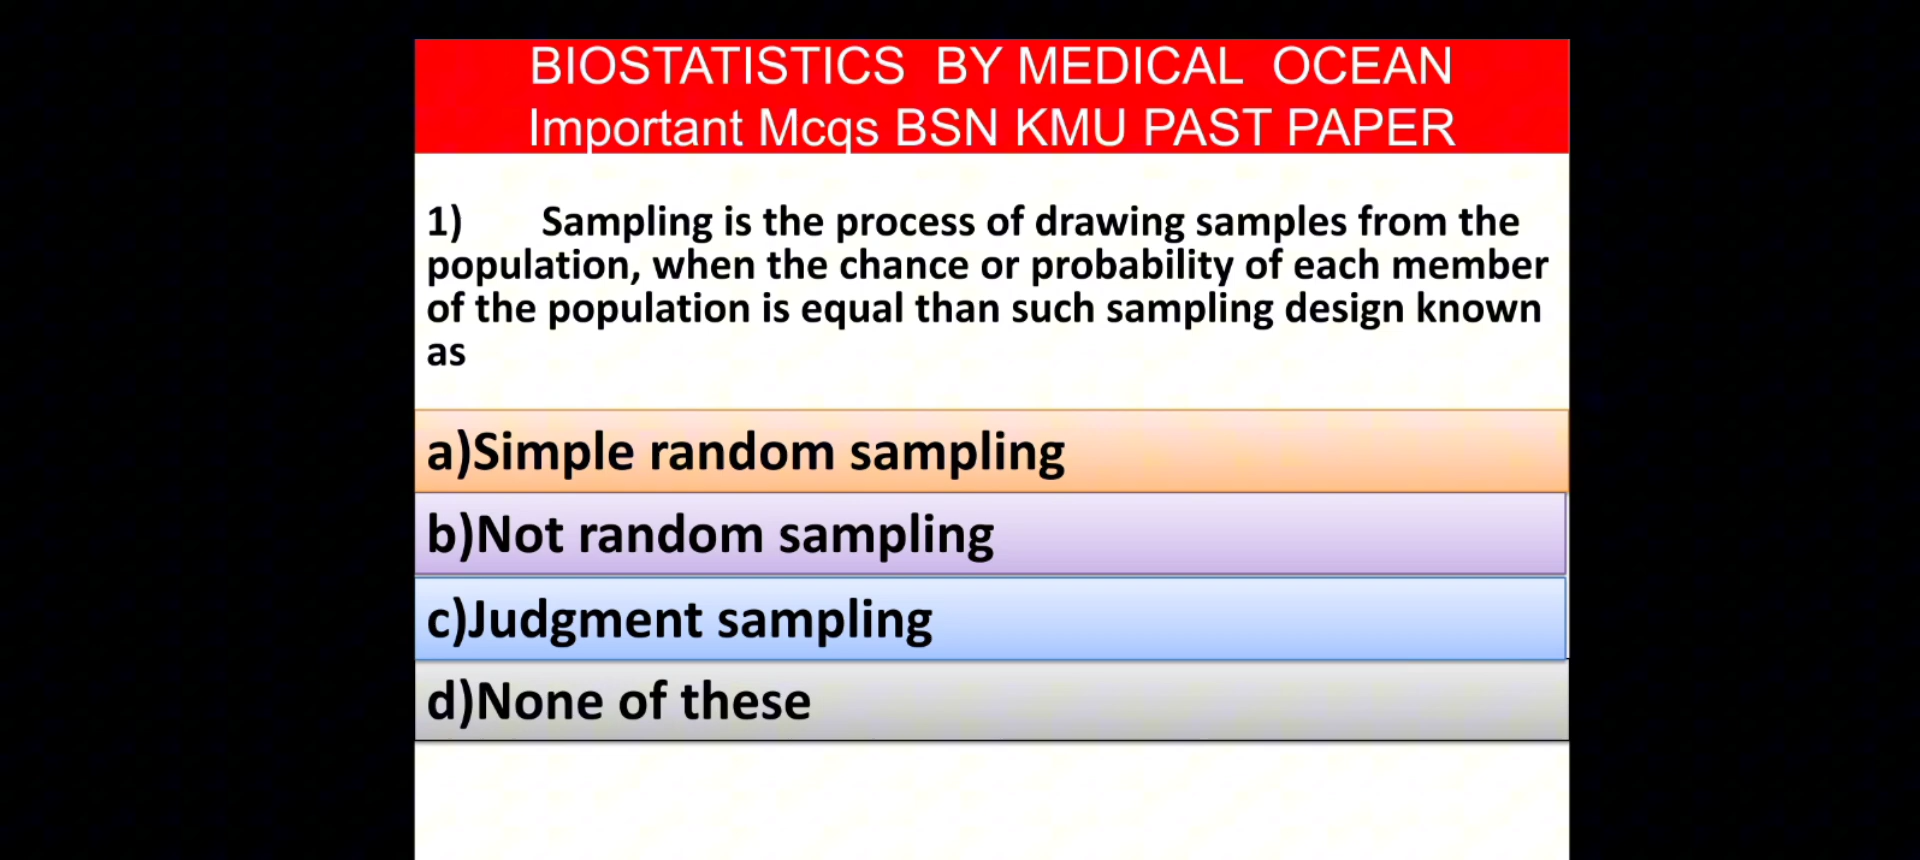 BIOSTATISTICS BY MEDICAL OCEAN
Important Mcqs BSN KMU PAST PAPER
1) Sampling is the process of drawing samples from the
population, when the chance or probability of each member
of the population is equal than such sampling design known
as
a)Simple random sampling
b)Not random sampling
c)Judgment sampling
d)None of these